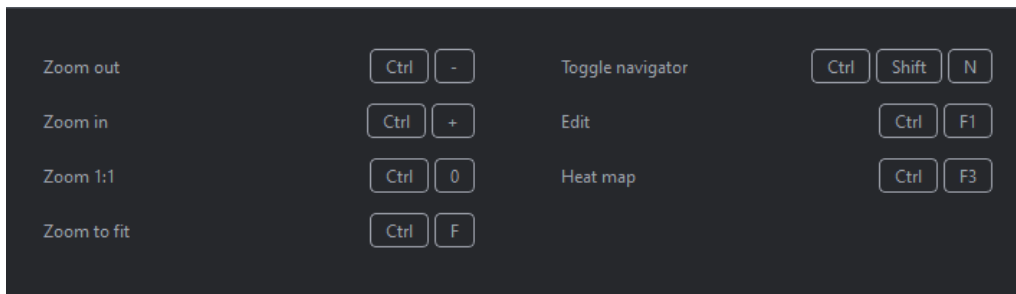 Zoom out Ctrl -
Zoom in Ctrl +
Zoom 1:1 Ctrl 0
Zoom to fit Ctrl F
Toggle navigator Ctrl Shift N
Edit Ctrl F1
Heat map Ctrl F3